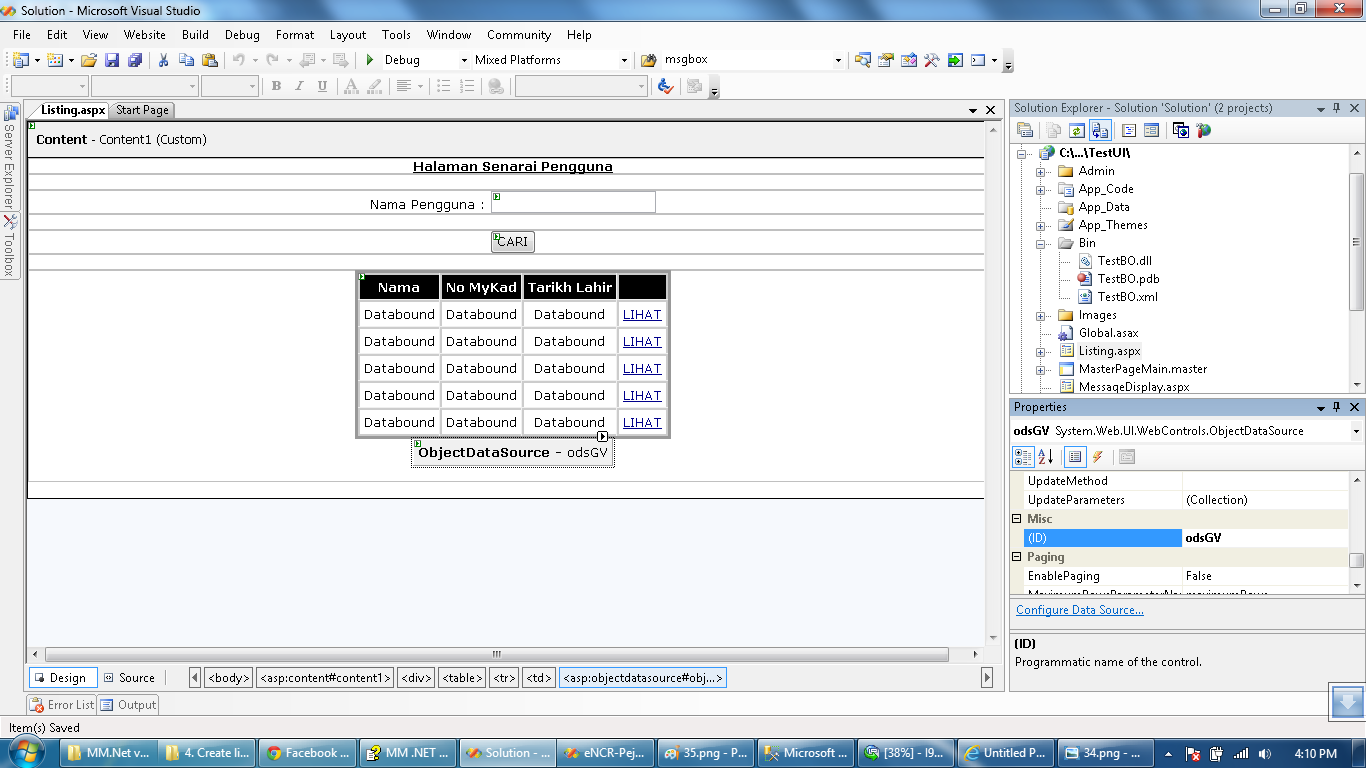 Solution - Microsoft Visual Studio
File Edit View Website Build Debug Format Layout Tools Window Community Help
Debug Mixed Platforms msgbox
B I U A
Listing.aspx Start Page
Server Explorer
Toolbox
Content - Content1 (Custom)
Halaman Senarai Pengguna
Nama Pengguna :
CARI
Nama No MyKad Tarikh Lahir
Databound Databound Databound LIHAT
Databound Databound Databound LIHAT
Databound Databound Databound LIHAT
Databound Databound Databound LIHAT
Databound Databound Databound LIHAT
ObjectDataSource - odsGV
Design Source <body> <asp:content#content1> <div> <table> <tr> <td> <asp:objectdatasource#obj...>
Error List Output
Item(s) Saved
Solution Explorer - Solution 'Solution' (2 projects)
C:\...\TestUI\
Admin
App_Code
App_Data
App_Themes
Bin
TestBO.dll
TestBO.pdb
TestBO.xml
Images
Global.asax
Listing.aspx
MasterPageMain.master
MessageDisplay.aspx
Properties
odsGV System.Web.UI.WebControls.ObjectDataSource
UpdateMethod
UpdateParameters (Collection)
Misc
(ID) odsGV
Paging
EnablePaging False
Configure Data Source...
(ID)
Programmatic name of the control.
MM.Net v... 4. Create li... Facebook ... MM .NET ... Solution - ... eNCR-Pej... 35.png - P... Microsoft ... [38%] - I9... Untitled P... 34.png - ... 4:10 PM